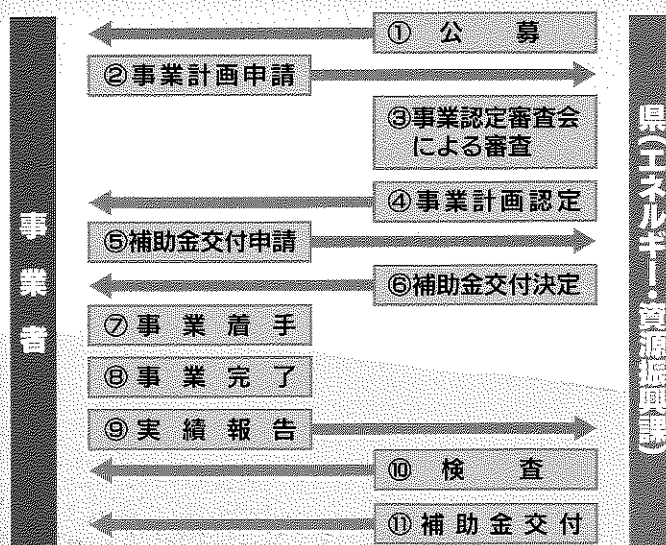 ① 公募
② 事業計画申請
③ 事業認定審査会
による審査
④ 事業計画認定
⑤ 補助金交付申請
⑥ 補助金交付決定
⑦ 事業着手
⑧ 事業完了
⑨ 実績報告
⑩ 検査
⑪ 補助金交付
事業者
県(エネルギー・資源振興課)